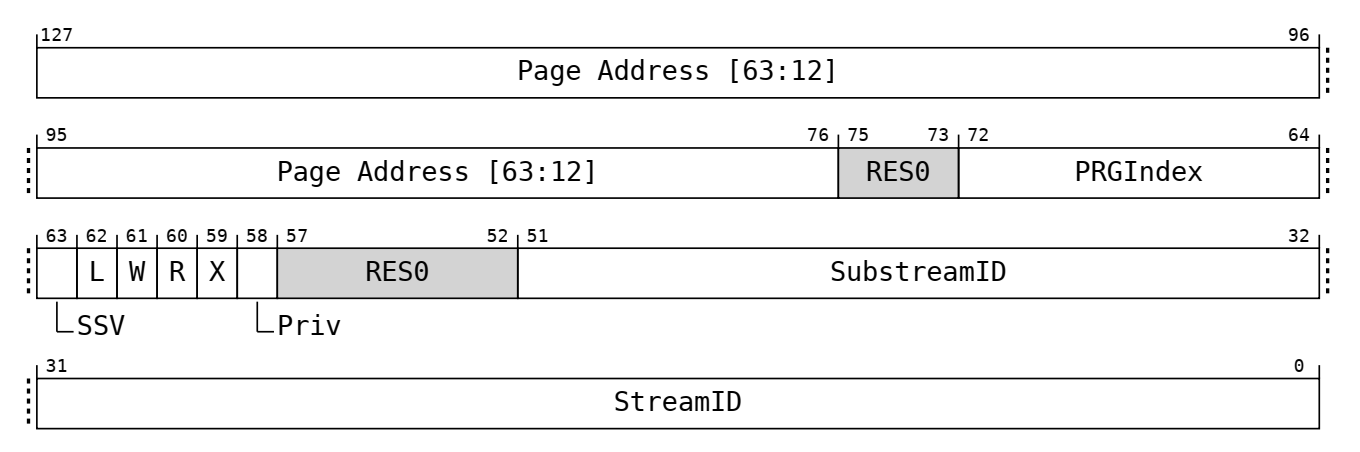 127 96
Page Address [63:12]
95 76 75 73 72 64
Page Address [63:12] RES0 PRGIndex
63 62 61 60 59 58 57 52 51 32
L W R X RES0 SubstreamID
SSV Priv
31 0
StreamID